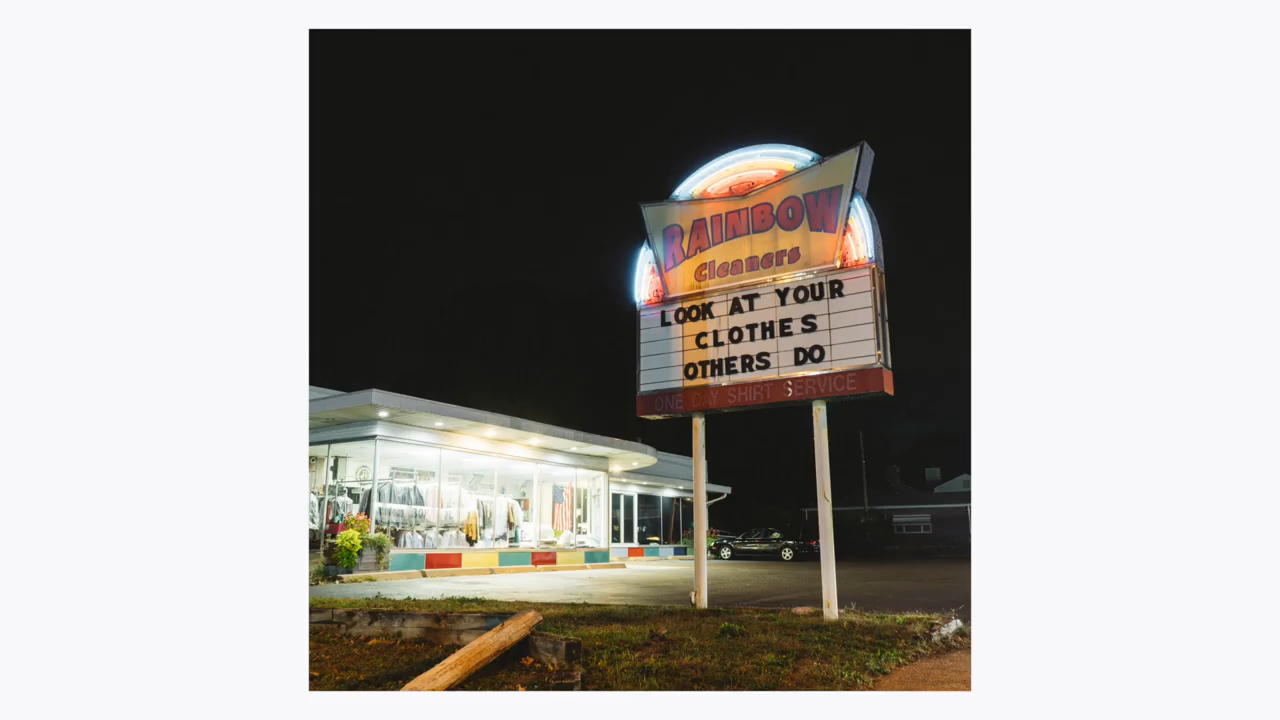 RAINBOW
Cleaners
LOOK AT YOUR
CLOTHES
OTHERS DO
ONE DAY SHIRT SERVICE